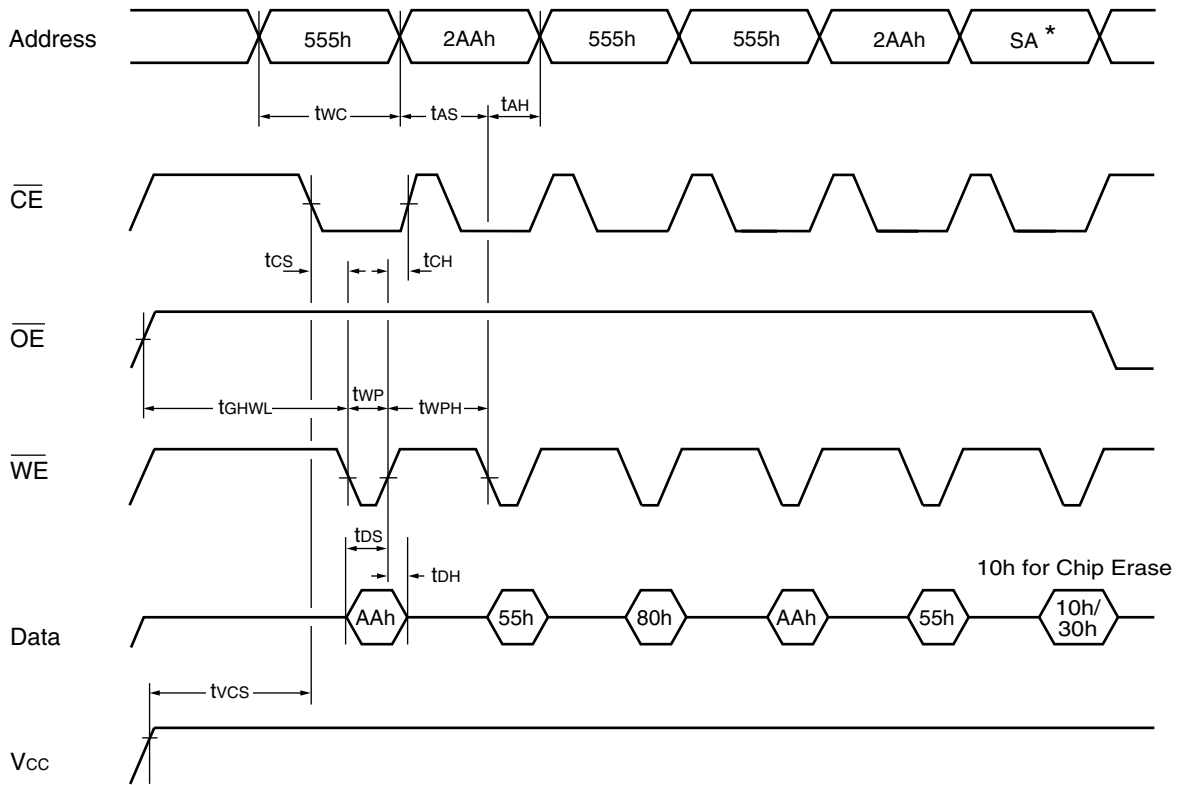 Address 555h 2AAh 555h 555h 2AAh SA *
tWC tAS tAH
CE
tCS tCH
OE
tGHWL tWP tWPH
WE
tDS
tDH
10h for Chip Erase
Data AAh 55h 80h AAh 55h 10h/
30h
tVCS
VCC